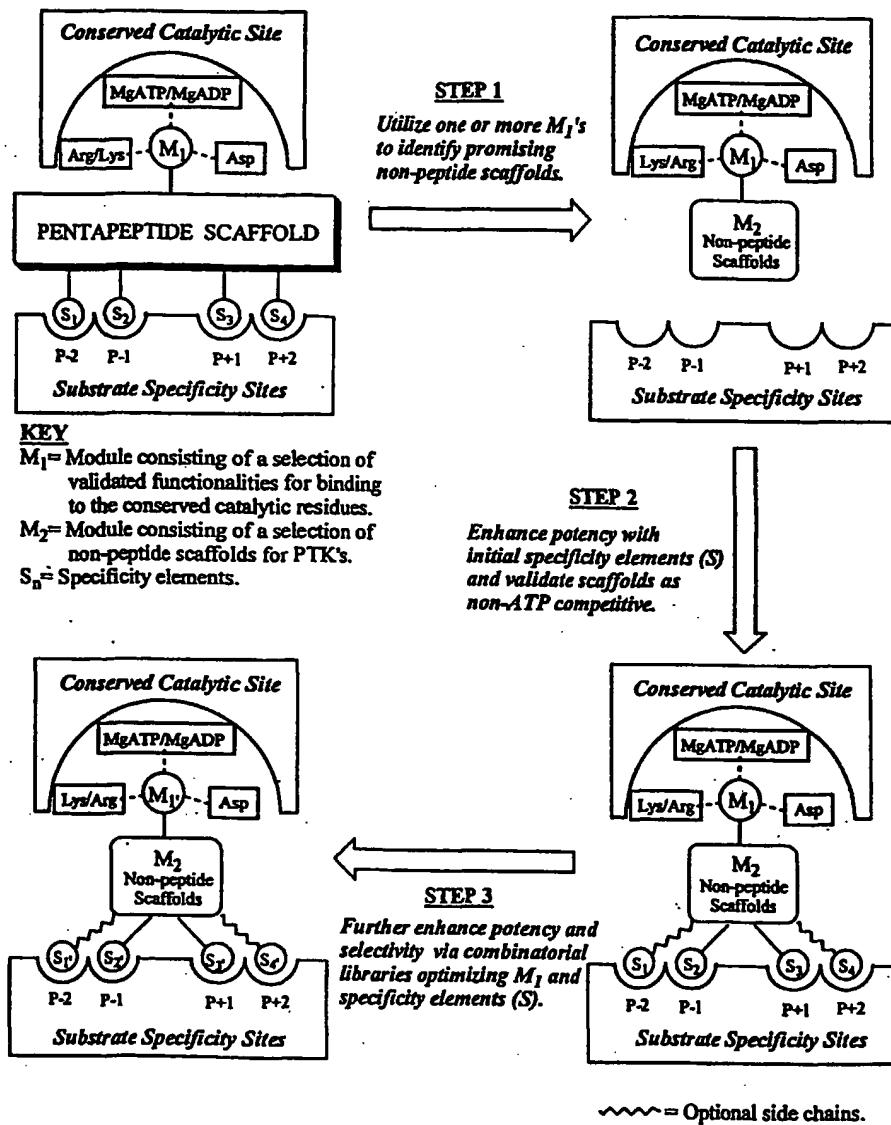 Conserved Catalytic Site
MgATP/MgADP
Arg/Lys
M1
Asp
PENTAPEPTIDE SCAFFOLD
S1
S2
S3
S4
P-2
P-1
P+1
P+2
Substrate Specificity Sites
STEP 1
Utilize one or more M1's
to identify promising
non-peptide scaffolds.
Conserved Catalytic Site
MgATP/MgADP
Lys/Arg
M1
Asp
M2
Non-peptide
Scaffolds
P-2
P-1
P+1
P+2
Substrate Specificity Sites
KEY
M1= Module consisting of a selection of
validated functionalities for binding
to the conserved catalytic residues.
M2= Module consisting of a selection of
non-peptide scaffolds for PTK's.
Sn= Specificity elements.
STEP 2
Enhance potency with
initial specificity elements (S)
and validate scaffolds as
non-ATP competitive.
Conserved Catalytic Site
MgATP/MgADP
Lys/Arg
M1'
Asp
M2
Non-peptide
Scaffolds
S1'
S2'
S3'
S4'
P-2
P-1
P+1
P+2
Substrate Specificity Sites
STEP 3
Further enhance potency and
selectivity via combinatorial
libraries optimizing M1 and
specificity elements (S).
Conserved Catalytic Site
MgATP/MgADP
Lys/Arg
M1
Asp
M2
Non-peptide
Scaffolds
S1
S2
S3
S4
P-2
P-1
P+1
P+2
Substrate Specificity Sites
= Optional side chains.